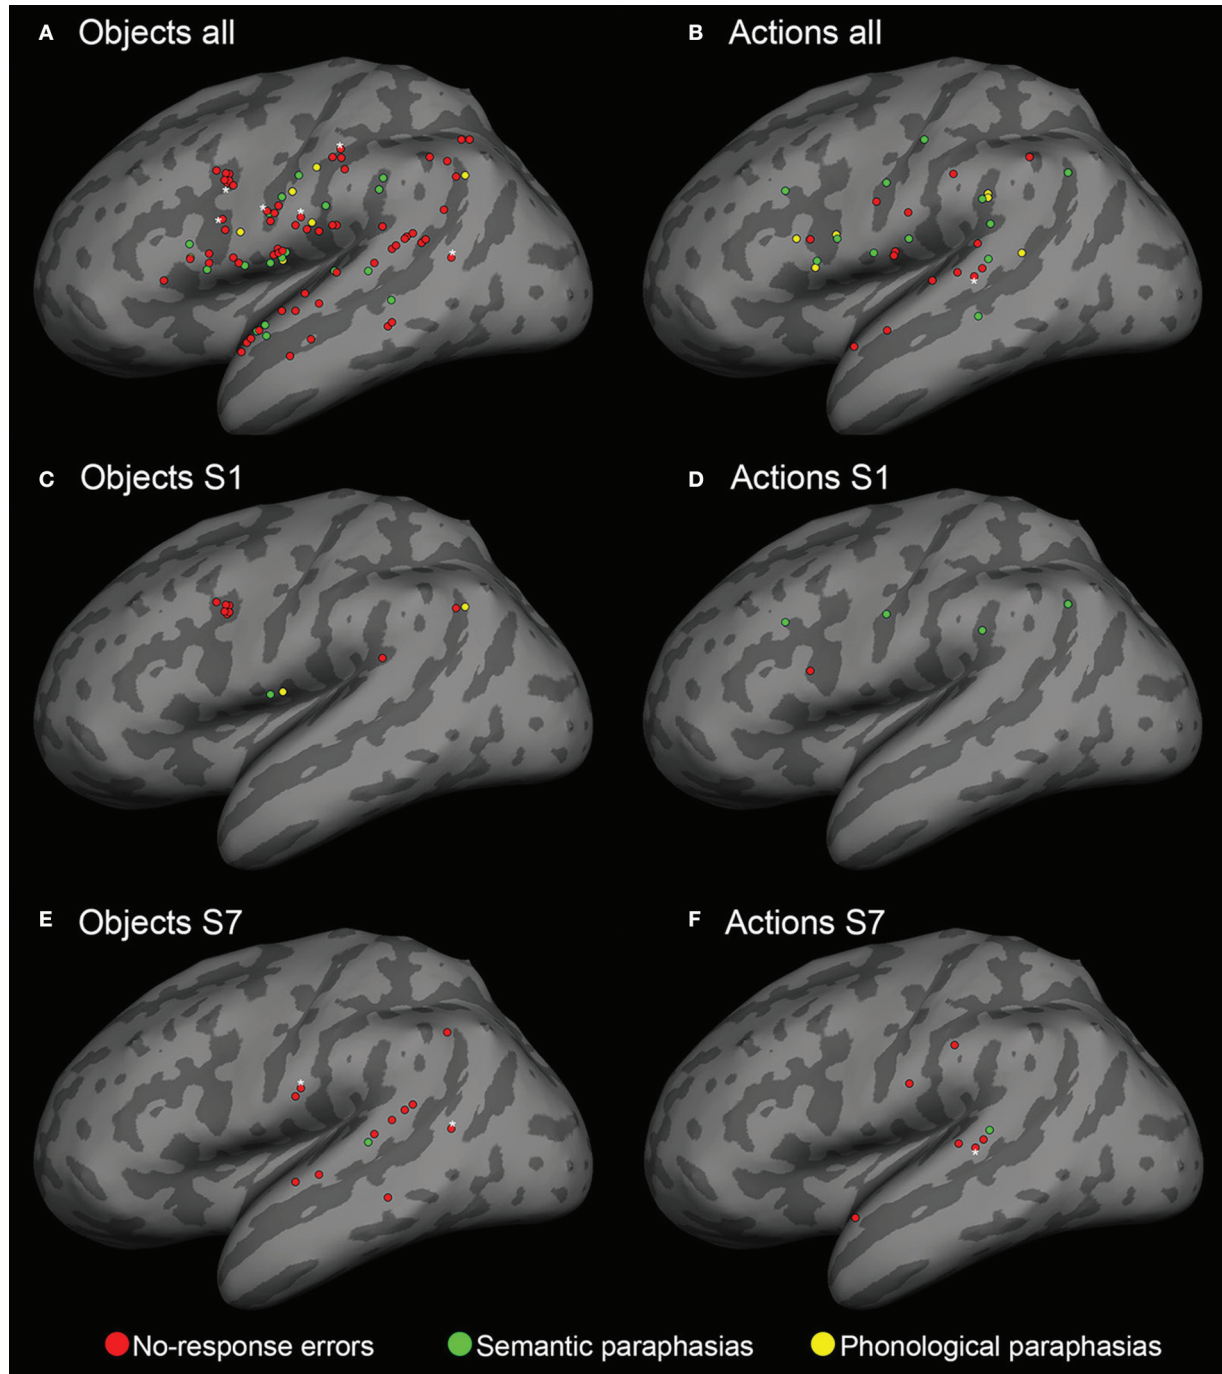 A Objects all
B Actions all
C Objects S1
D Actions S1
E Objects S7
F Actions S7
No-response errors
Semantic paraphasias
Phonological paraphasias